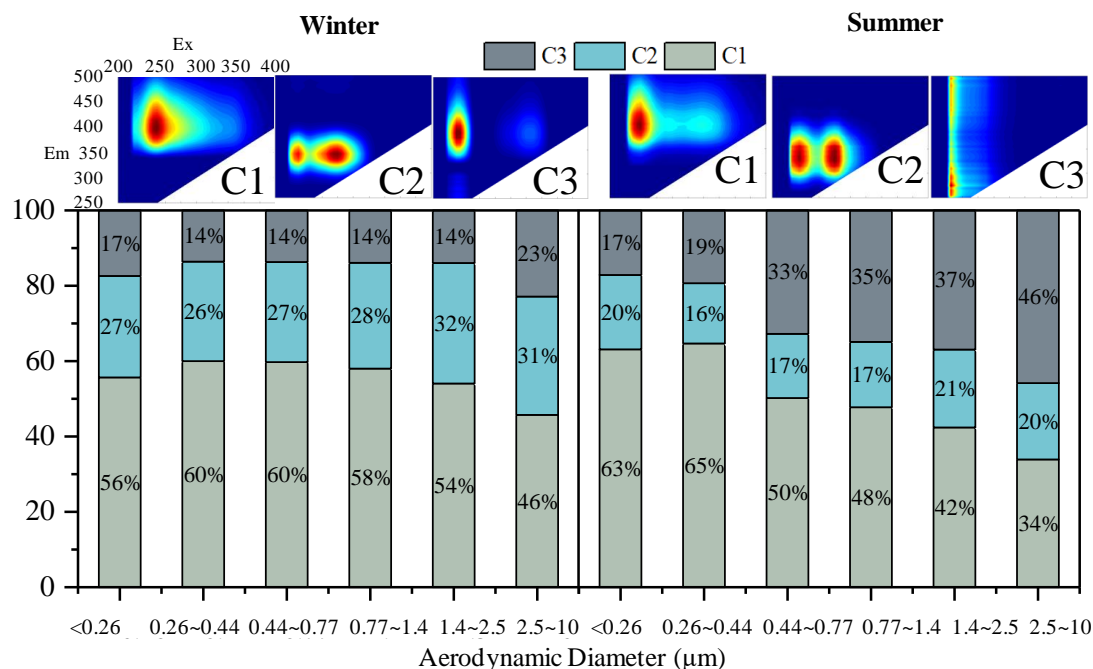 Winter
Summer
C3 C2 C1
Ex
200 250 300 350 400
500
450
400
Em 350
300
250
C1 C2 C3 C1 C2 C3
100
80
60
40
20
0
17% 14% 14% 14% 14% 23% 17% 19% 33% 35% 37% 46%
27% 26% 27% 28% 32% 31% 20% 16% 17% 17% 21% 20%
56% 60% 60% 58% 54% 46% 63% 65% 50% 48% 42% 34%
<0.26 0.26~0.44 0.44~0.77 0.77~1.4 1.4~2.5 2.5~10 <0.26 0.26~0.44 0.44~0.77 0.77~1.4 1.4~2.5 2.5~10
Aerodynamic Diameter (μm)